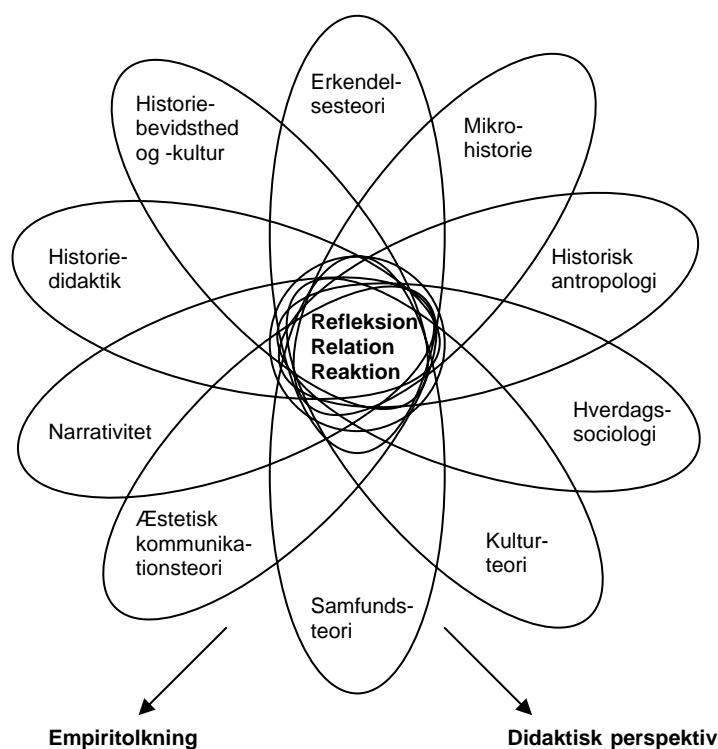 Erkendel-
sesteori
Historie-
bevidsthed
og -kultur
Mikro-
historie
Historie-
didaktik
Historisk
antropologi
Refleksion
Relation
Reaktion
Narrativitet
Hverdags-
sociologi
Æstetisk
kommunika-
tionsteori
Kultur-
teori
Samfunds-
teori
Empiritolkning
Didaktisk perspektiv